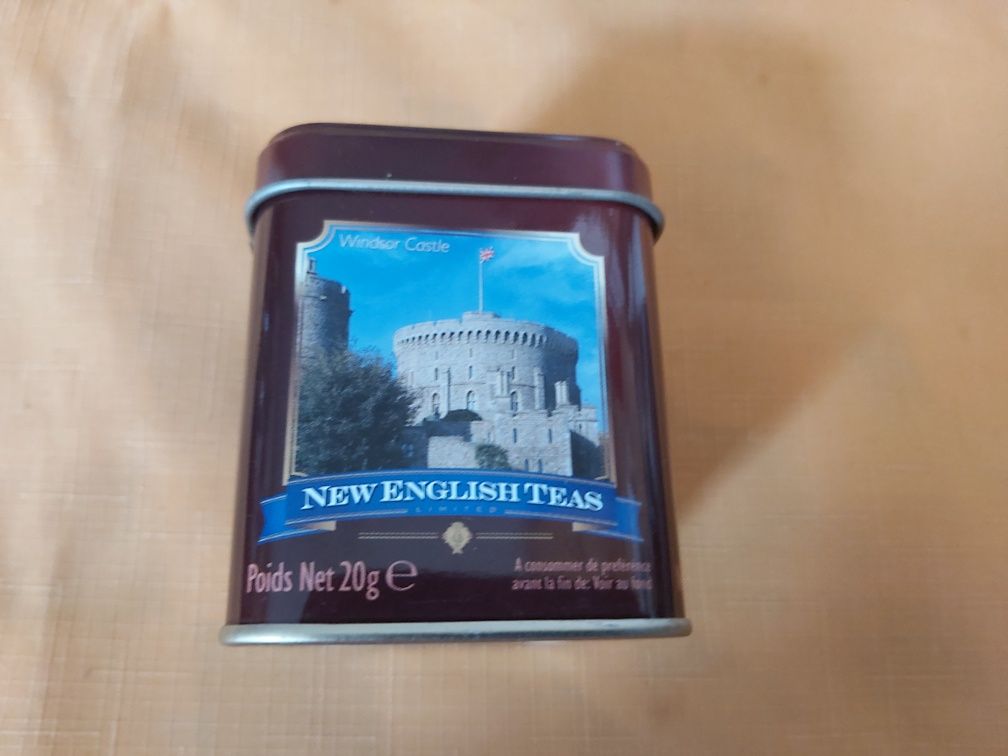 Windsor Castle
NEW ENGLISH TEAS
LIMITED
Poids Net 20g ℮
A consommer de préférence
avant la fin de: Voir au fond